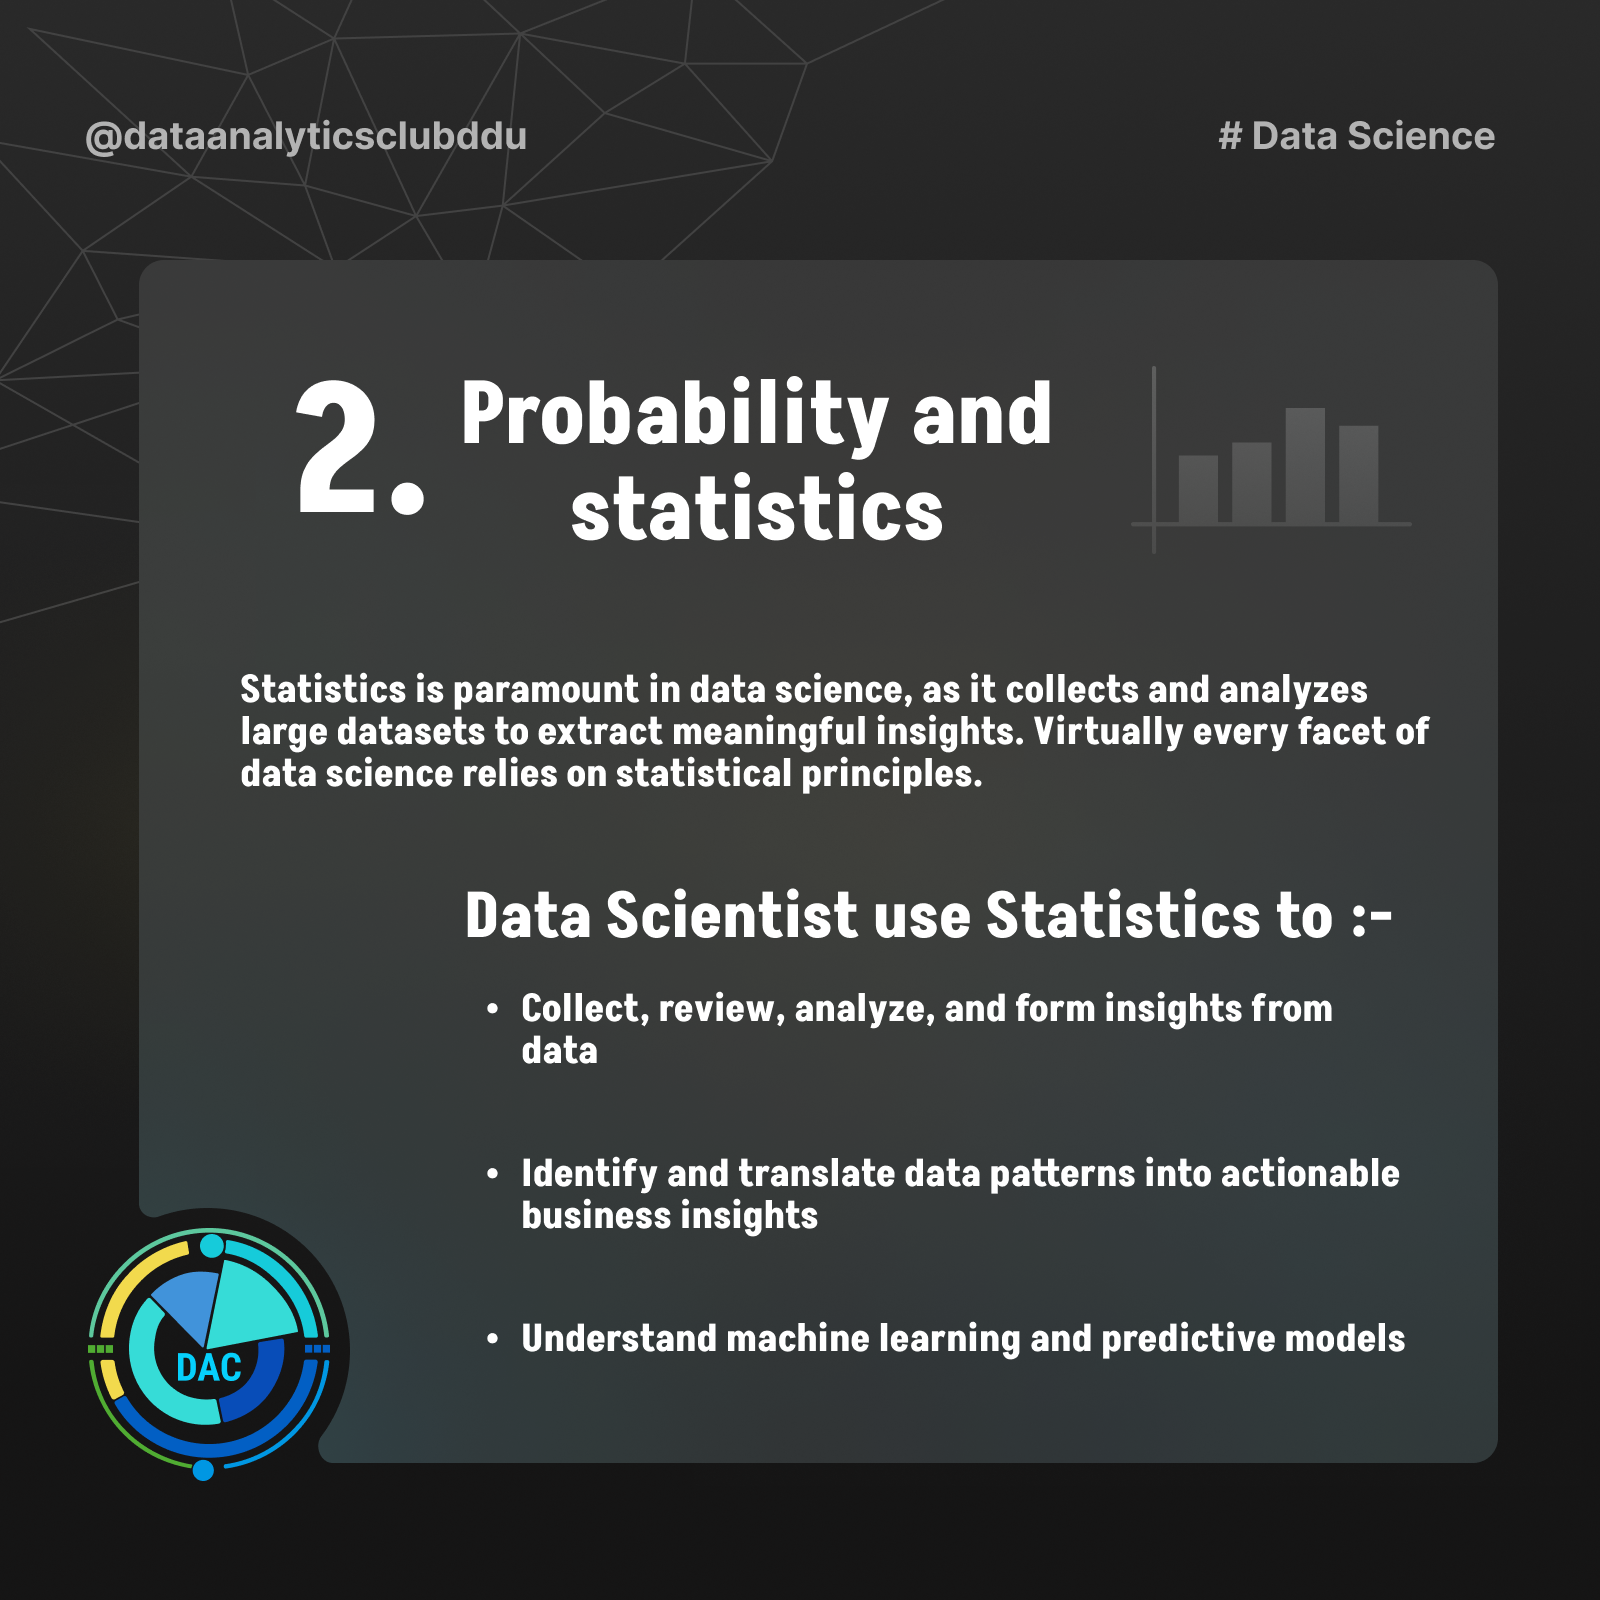 @dataanalyticsclubddu
# Data Science
2.
Probability and
statistics
Statistics is paramount in data science, as it collects and analyzes
large datasets to extract meaningful insights. Virtually every facet of
data science relies on statistical principles.
Data Scientist use Statistics to :-
• Collect, review, analyze, and form insights from
data
• Identify and translate data patterns into actionable
business insights
• Understand machine learning and predictive models
DAC